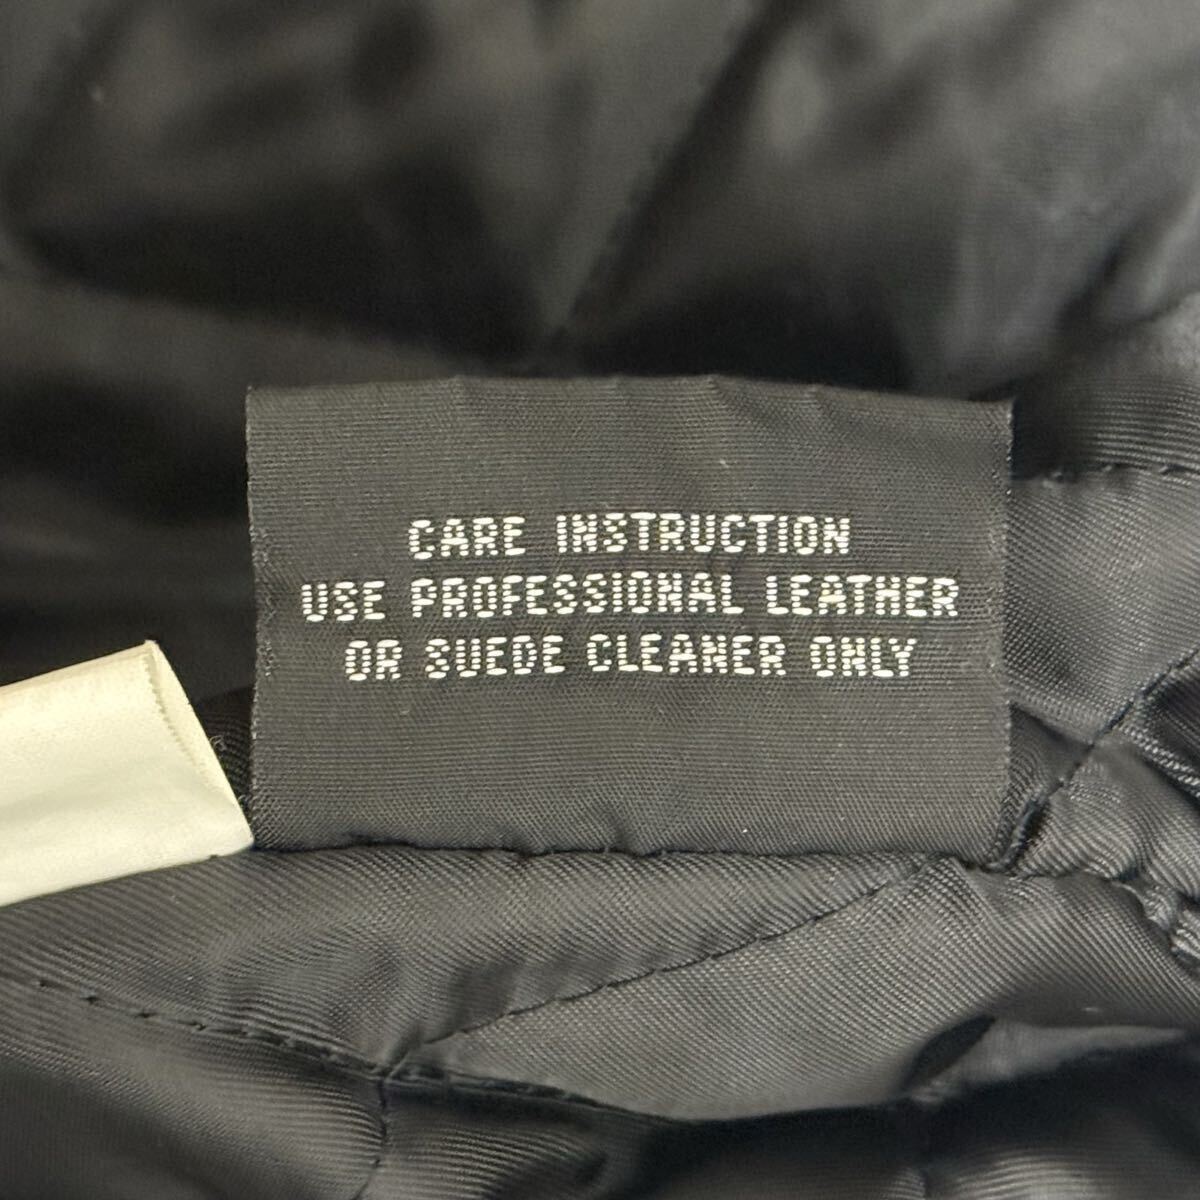 CARE INSTRUCTION
USE PROFESSIONAL LEATHER
OR SUEDE CLEANER ONLY